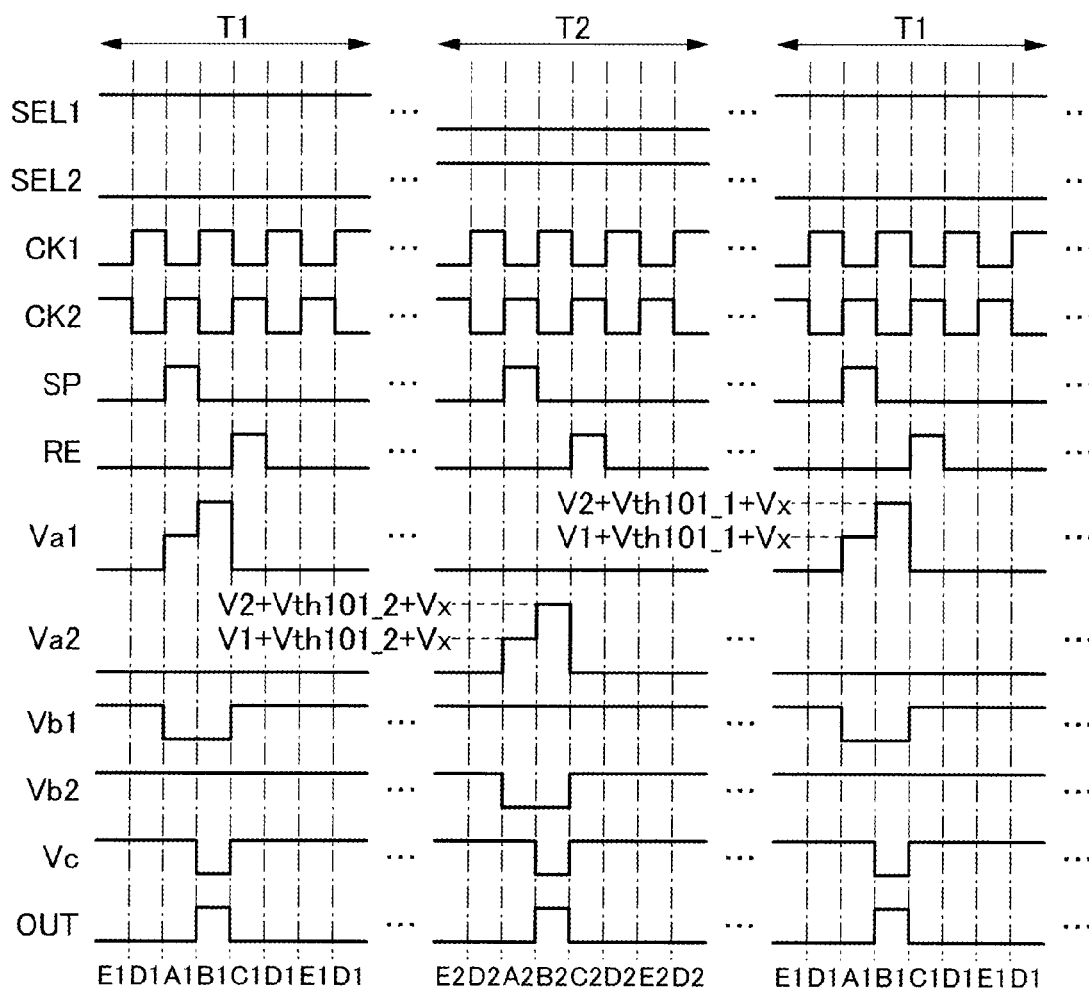 T1 T2 T1
SEL1 ... ... ...
SEL2 ... ... ...
CK1 ... ... ...
CK2 ... ... ...
SP ... ... ...
RE ... ... ...
V2+Vth101_1+Vx
Va1 ... V1+Vth101_1+Vx ...
V2+Vth101_2+Vx
Va2 V1+Vth101_2+Vx ... ...
Vb1 ... ... ...
Vb2 ... ... ...
Vc ... ... ...
OUT ... ... ...
E1D1A1B1C1D1E1D1 E2D2A2B2C2D2E2D2 E1D1A1B1C1D1E1D1